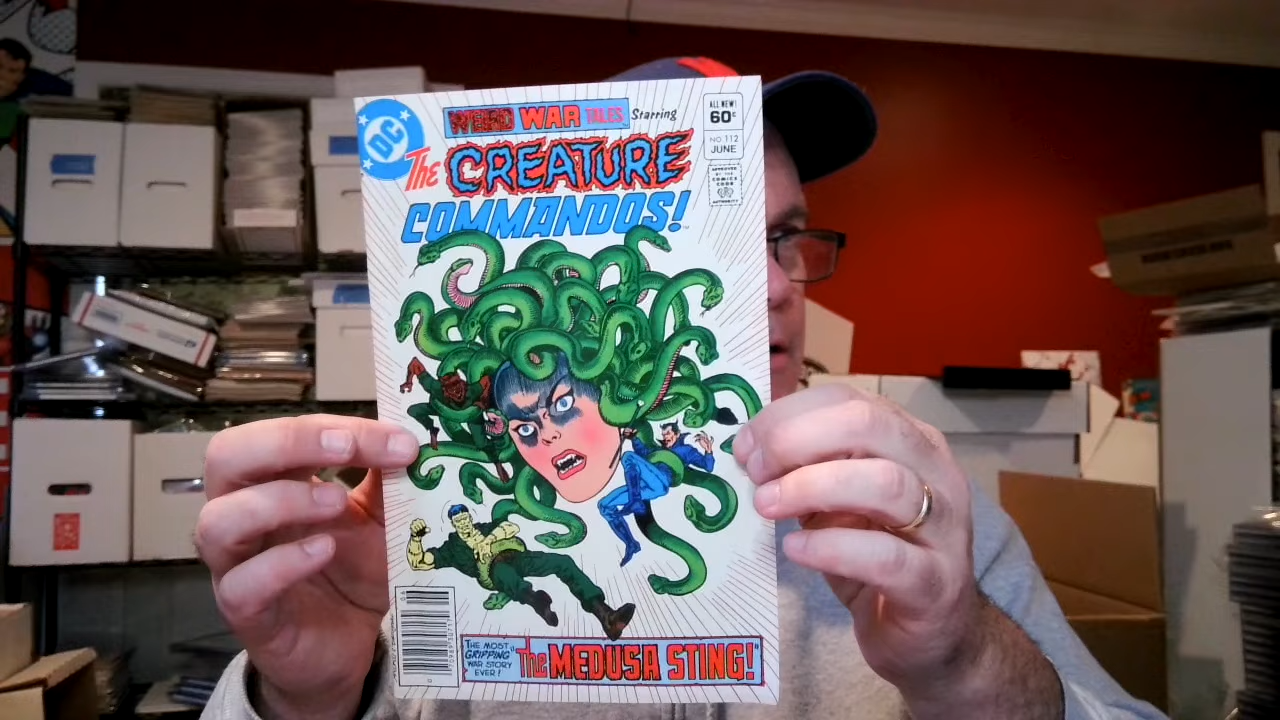 WEIRD WAR TALES Starring
DC
ALL NEW!
60¢
NO. 112
JUNE
APPROVED
BY THE
COMICS
CODE
AUTHORITY
The CREATURE
COMMANDOS!
THE MOST
GRIPPING
WAR STORY
EVER!
"The MEDUSA STING!"